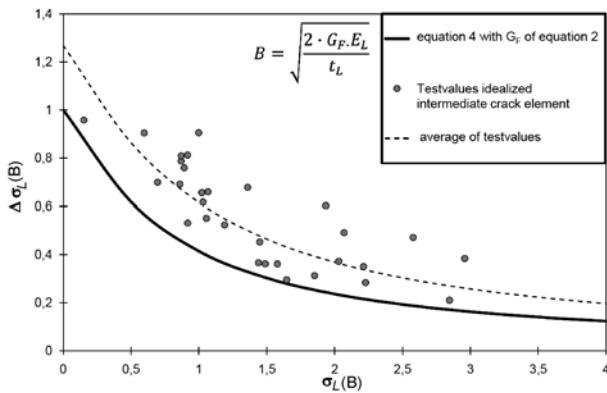 1,4
1,2
1
0,8
0,6
0,4
0,2
0
Δ σL(B)
B = √(2 · GF.EL / tL)
equation 4 with GF of equation 2
Testvalues idealized
intermediate crack element
average of testvalues
0 0,5 1 1,5 2 2,5 3 3,5 4
σL(B)